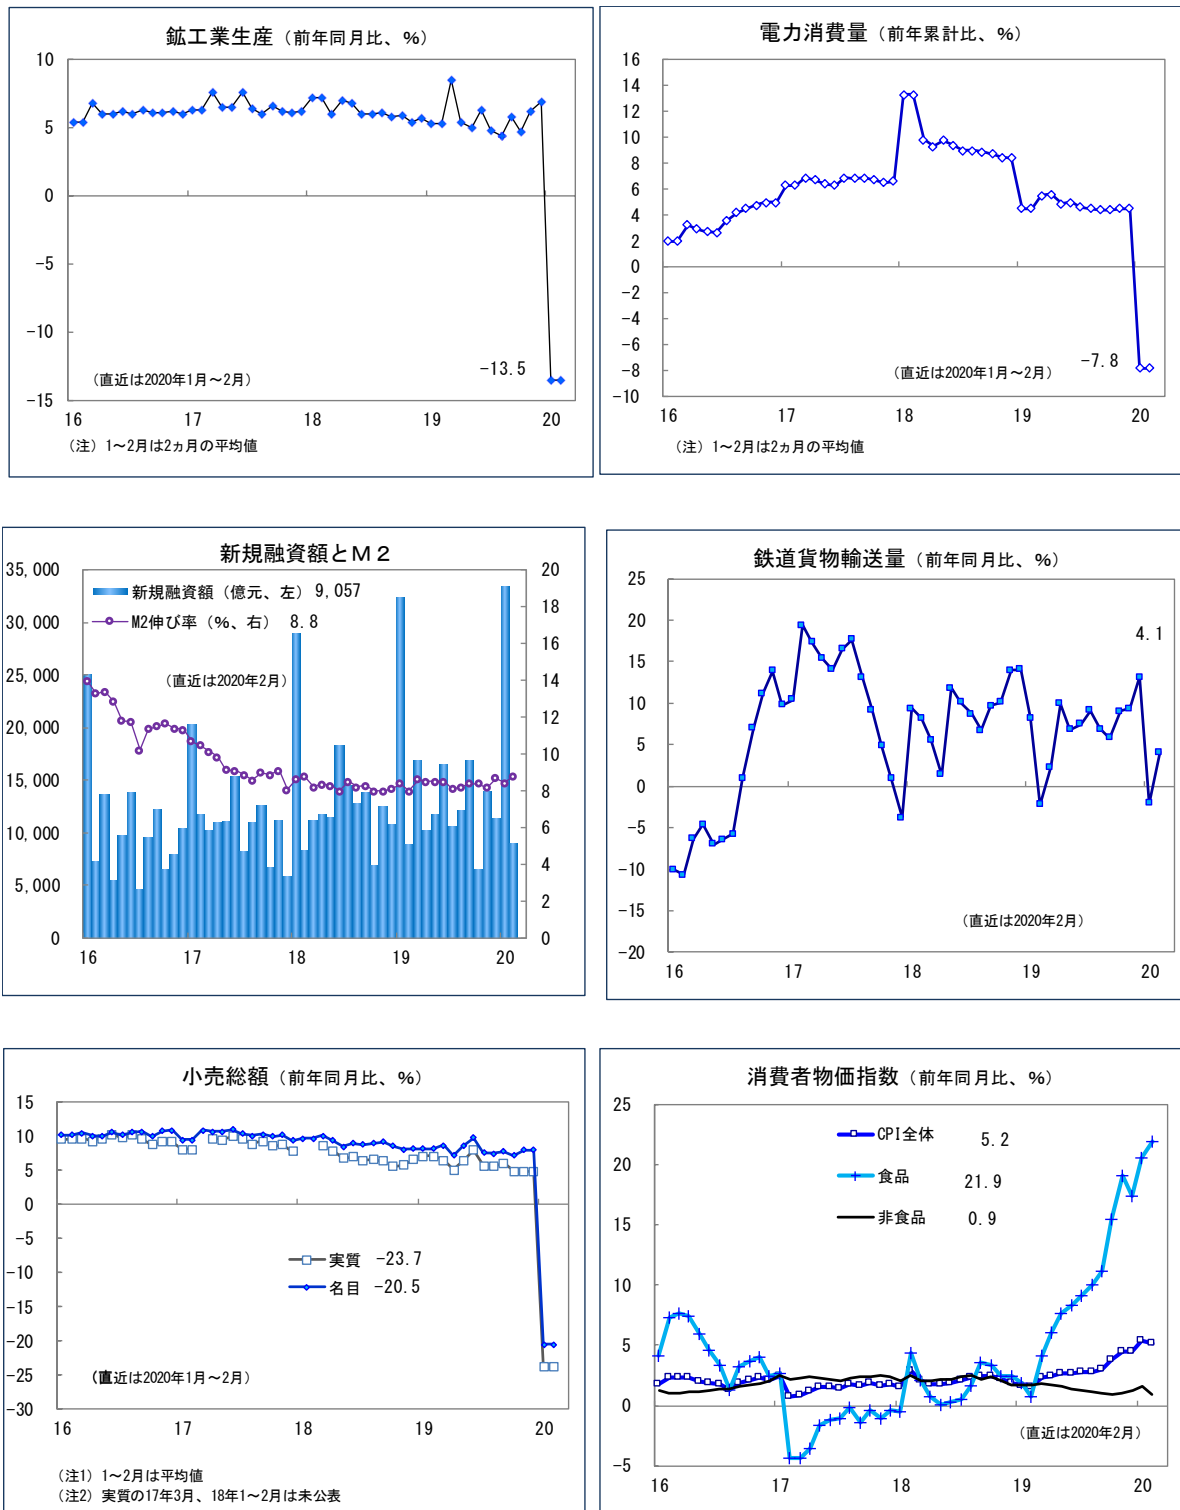 鉱工業生産（前年同月比、%）
10
5
0
−5
−10
−15
−13.5
（直近は2020年1月～2月）
16 17 18 19 20
（注）1～2月は2ヵ月の平均値
電力消費量（前年累計比、%）
16
14
12
10
8
6
4
2
0
−2
−4
−6
−8
−10
−7.8
（直近は2020年1月～2月）
16 17 18 19 20
（注）1～2月は2ヵ月の平均値
新規融資額とＭ２
35,000
30,000
25,000
20,000
15,000
10,000
5,000
0
20
18
16
14
12
10
8
6
4
2
0
新規融資額（億元、左） 9,057
M2伸び率（%、右） 8.8
（直近は2020年2月）
16 17 18 19 20
鉄道貨物輸送量（前年同月比、%）
25
20
15
10
5
0
−5
−10
−15
−20
4.1
（直近は2020年2月）
16 17 18 19 20
小売総額（前年同月比、%）
15
10
5
0
−5
−10
−15
−20
−25
−30
実質 −23.7
名目 −20.5
（直近は2020年1月～2月）
16 17 18 19 20
（注1）1～2月は平均値
（注2）実質の17年3月、18年1～2月は未公表
消費者物価指数（前年同月比、%）
25
20
15
10
5
0
−5
CPI全体 5.2
食品 21.9
非食品 0.9
（直近は2020年2月）
16 17 18 19 20